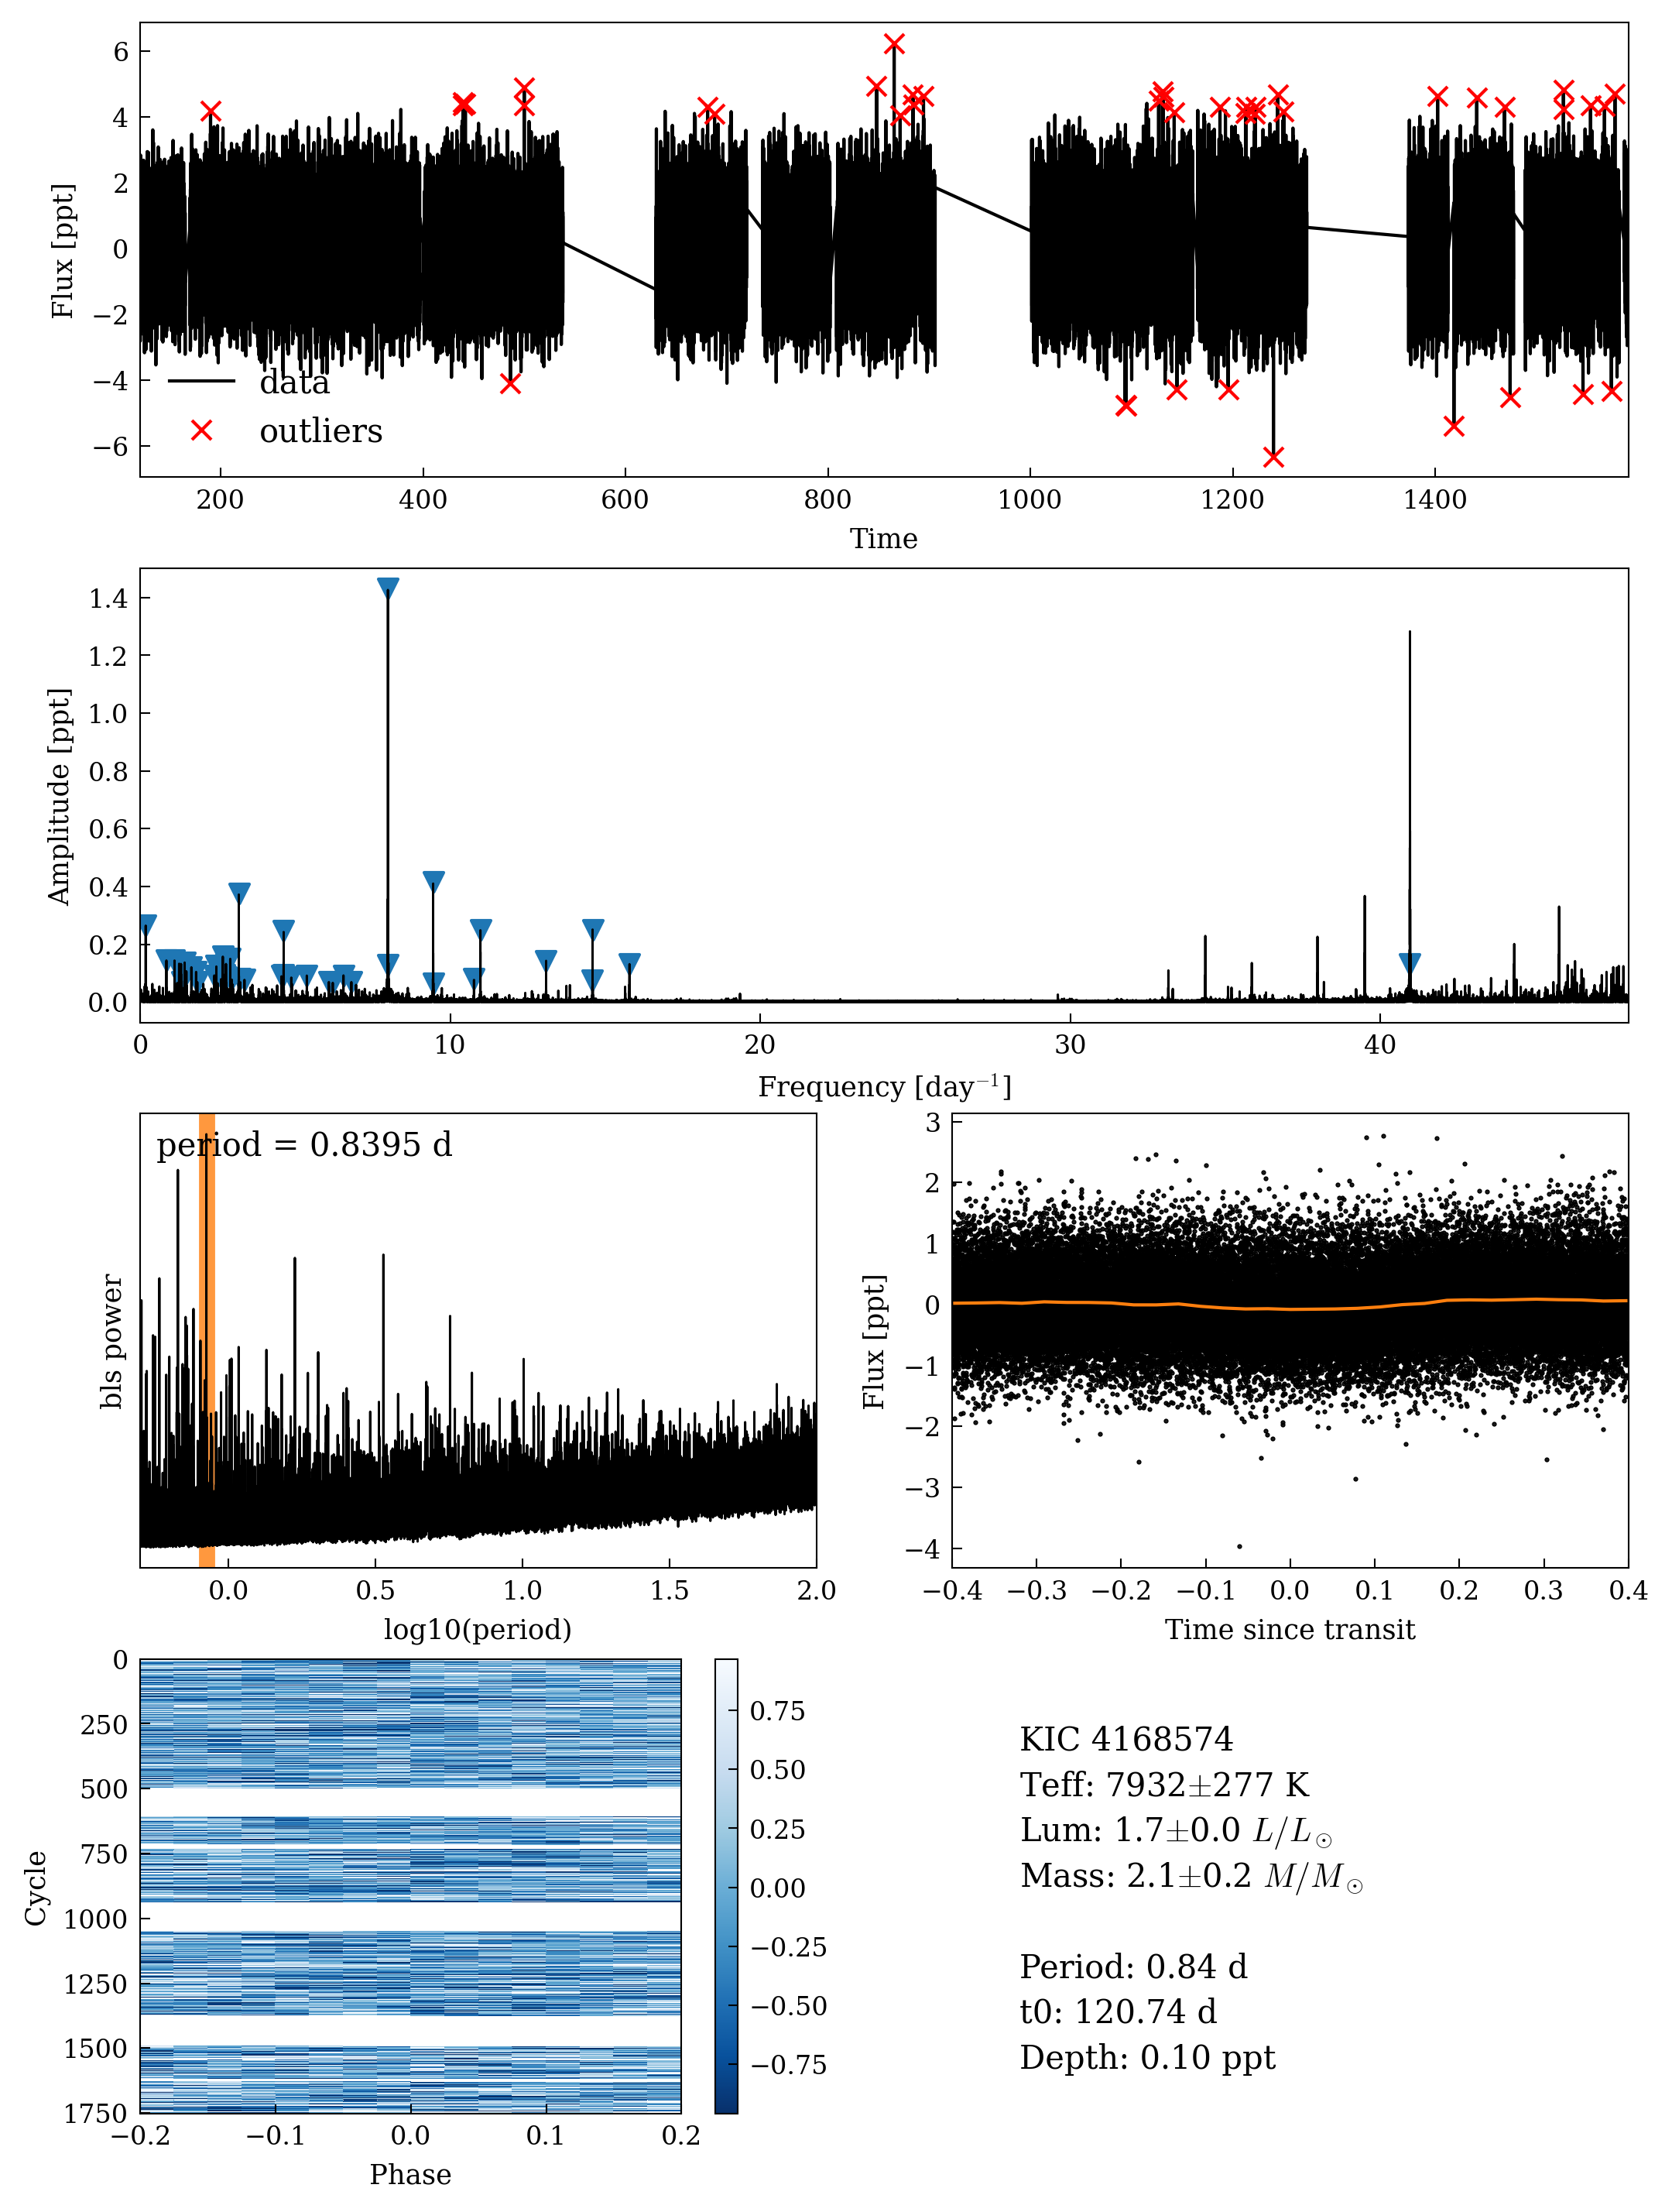 6
4
2
0
−2
−4
−6
Flux [ppt]
data
outliers
200 400 600 800 1000 1200 1400
Time
1.4
1.2
1.0
0.8
0.6
0.4
0.2
0.0
Amplitude [ppt]
0 10 20 30 40
Frequency [day⁻¹]
period = 0.8395 d
bls power
0.0 0.5 1.0 1.5 2.0
log10(period)
3
2
1
0
−1
−2
−3
−4
Flux [ppt]
−0.4 −0.3 −0.2 −0.1 0.0 0.1 0.2 0.3 0.4
Time since transit
0
250
500
750
1000
1250
1500
1750
Cycle
−0.2 −0.1 0.0 0.1 0.2
Phase
0.75
0.50
0.25
0.00
−0.25
−0.50
−0.75
KIC 4168574
Teff: 7932±277 K
Lum: 1.7±0.0 L/L⊙
Mass: 2.1±0.2 M/M⊙
Period: 0.84 d
t0: 120.74 d
Depth: 0.10 ppt